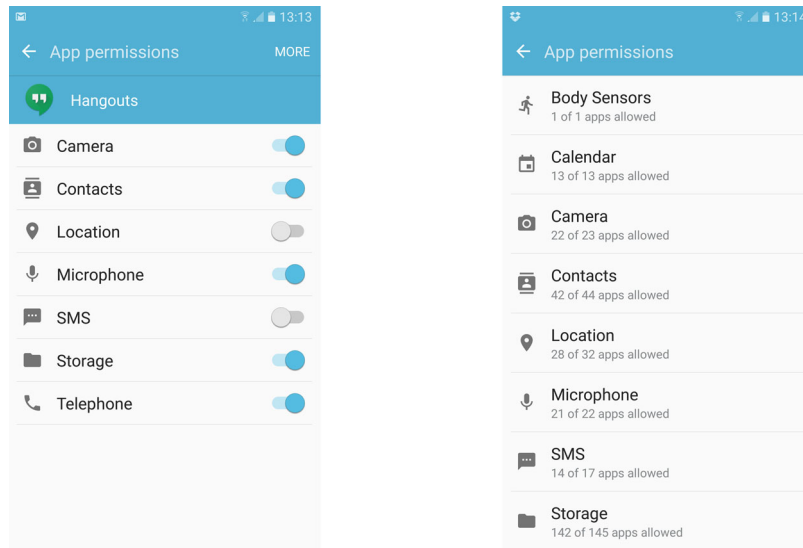 13:13
App permissions MORE
Hangouts
Camera
Contacts
Location
Microphone
SMS
Storage
Telephone
13:14
App permissions
Body Sensors
1 of 1 apps allowed
Calendar
13 of 13 apps allowed
Camera
22 of 23 apps allowed
Contacts
42 of 44 apps allowed
Location
28 of 32 apps allowed
Microphone
21 of 22 apps allowed
SMS
14 of 17 apps allowed
Storage
142 of 145 apps allowed